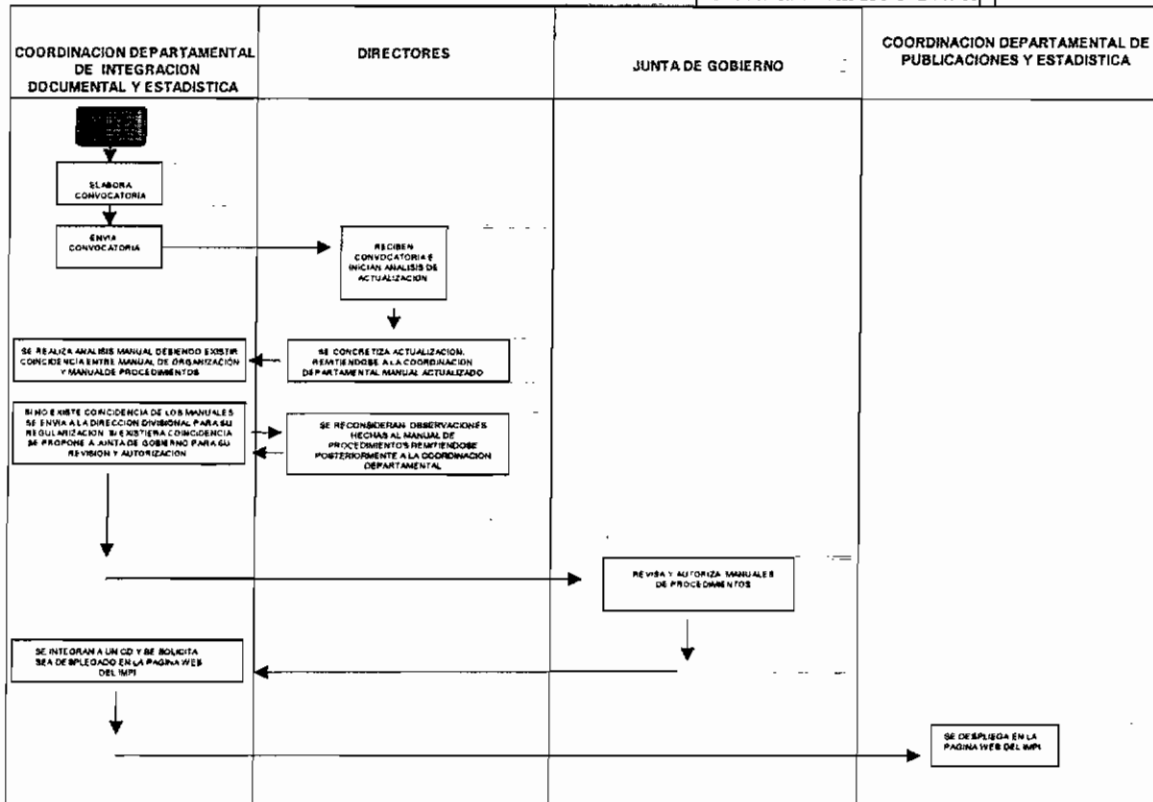 COORDINACION DEPARTAMENTAL
DE INTEGRACION
DOCUMENTAL Y ESTADISTICA
DIRECTORES
JUNTA DE GOBIERNO
COORDINACION DEPARTAMENTAL DE
PUBLICACIONES Y ESTADISTICA
ELABORA
CONVOCATORIA
ENVIA
CONVOCATORIA
RECIBEN
CONVOCATORIA E
INICIAN ANALISIS DE
ACTUALIZACION
SE REALIZA ANALISIS MANUAL DEBIENDO EXISTIR
COINCIDENCIA ENTRE MANUAL DE ORGANIZACIÓN
Y MANUAL DE PROCEDIMIENTOS
SE CONCRETIZA ACTUALIZACION,
REMITIENDOSE A LA COORDINACION
DEPARTAMENTAL MANUAL ACTUALIZADO
SI NO EXISTE COINCIDENCIA DE LOS MANUALES
SE ENVIA A LA DIRECCION DIVISIONAL PARA SU
REGULARIZACION. SI EXISTIERA COINCIDENCIA
SE PROPONE A JUNTA DE GOBIERNO PARA SU
REVISION Y AUTORIZACION
SE RECONSIDERAN OBSERVACIONES
HECHAS AL MANUAL DE
PROCEDIMIENTOS REMITIENDOSE
POSTERIORMENTE A LA COORDINACION
DEPARTAMENTAL
REVISA Y AUTORIZA MANUALES
DE PROCEDIMIENTOS
SE INTEGRAN A UN CD Y SE SOLICITA
SEA DESPLEGADO EN LA PAGINA WEB
DEL IMPI
SE DESPLIEGA EN LA
PAGINA WEB DEL IMPI